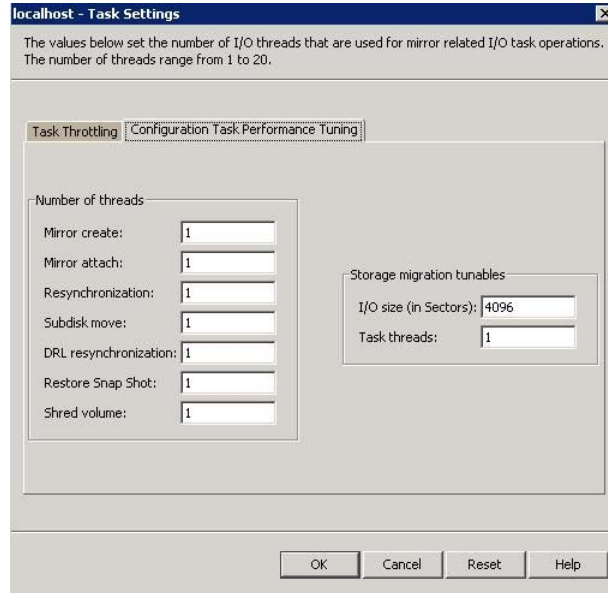 localhost - Task Settings
The values below set the number of I/O threads that are used for mirror related I/O task operations.
The number of threads range from 1 to 20.
Task Throttling
Configuration Task Performance Tuning
Number of threads
Mirror create: 1
Mirror attach: 1
Resynchronization: 1
Subdisk move: 1
DRL resynchronization: 1
Restore Snap Shot: 1
Shred volume: 1
Storage migration tunables
I/O size (in Sectors): 4096
Task threads: 1
OK
Cancel
Reset
Help